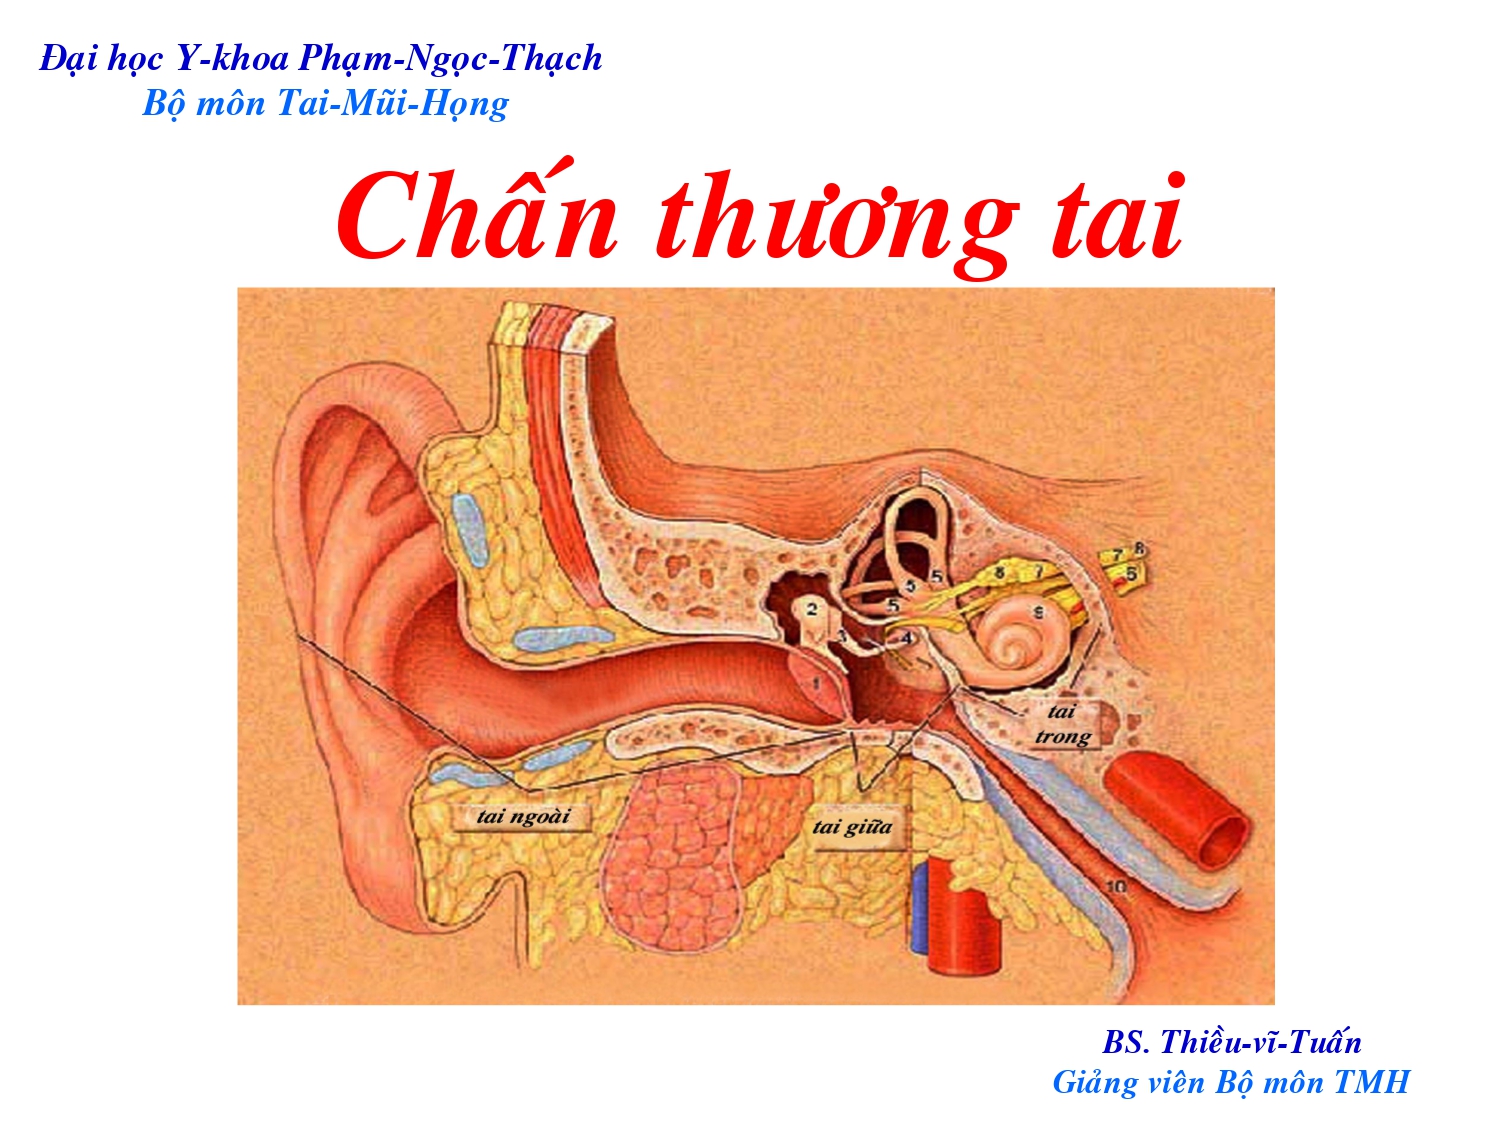 Đại học Y-khoa Phạm-Ngọc-Thạch
Bộ môn Tai-Mũi-Họng
Chấn thương tai
7
8
5
8
7
5
5
5
2
3
4
9
1
tai
trong
tai ngoài
tai giữa
10
BS. Thiều-vĩ-Tuấn
Giảng viên Bộ môn TMH